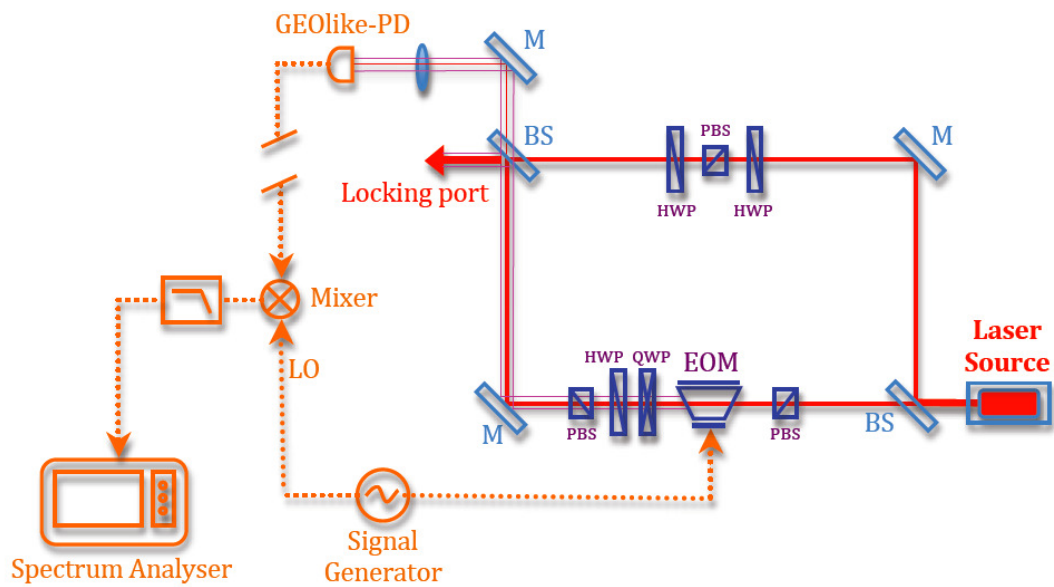 GEOlike-PD
M
BS
PBS
M
Locking port
HWP
HWP
Mixer
Laser
Source
LO
HWP
QWP
EOM
M
PBS
PBS
BS
Signal
Generator
Spectrum Analyser